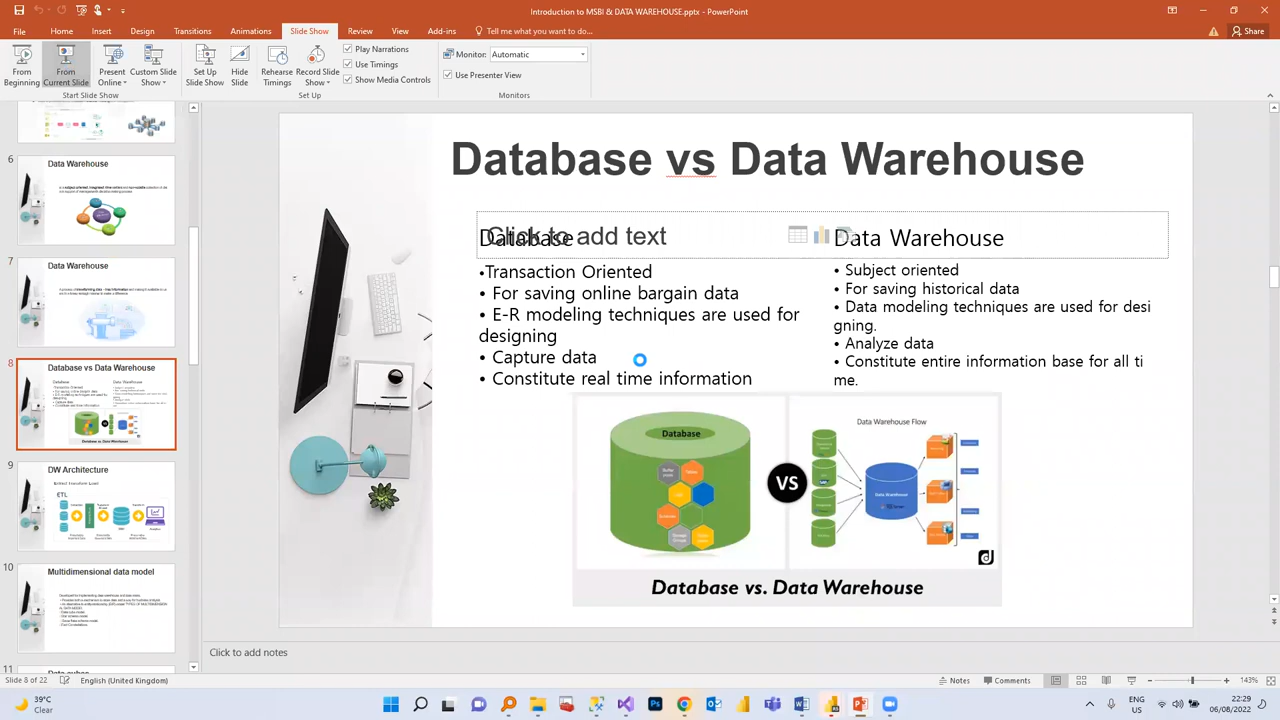 Introduction to MSBI & DATA WAREHOUSE.pptx - PowerPoint
File Home Insert Design Transitions Animations Slide Show Review View Add-ins Tell me what you want to do... Share
From Beginning
From Current Slide
Present Online
Custom Slide Show
Set Up Slide Show
Hide Slide
Rehearse Timings
Record Slide Show
Play Narrations
Use Timings
Show Media Controls
Monitor: Automatic
Use Presenter View
Start Slide Show
Set Up
Monitors
6
Data Warehouse
7
Data Warehouse
8
Database vs Data Warehouse
9
DW Architecture
ETL
10
Multidimensional data model
11
Database vs Data Warehouse
Click to add text
Database
•Transaction Oriented
• For saving online bargain data
• E-R modeling techniques are used for
designing
• Capture data
• Constitute real time information
Data Warehouse
• Subject oriented
• For saving historical data
• Data modeling techniques are used for desi
gning.
• Analyze data
• Constitute entire information base for all ti
me.
Database
VS
Data Warehouse Flow
Data Warehouse
Database vs. Data Warehouse
Click to add notes
Slide 8 of 22 English (United Kingdom) Notes Comments 143%
39°C
Clear
ENG
US
22:29
06/08/2022